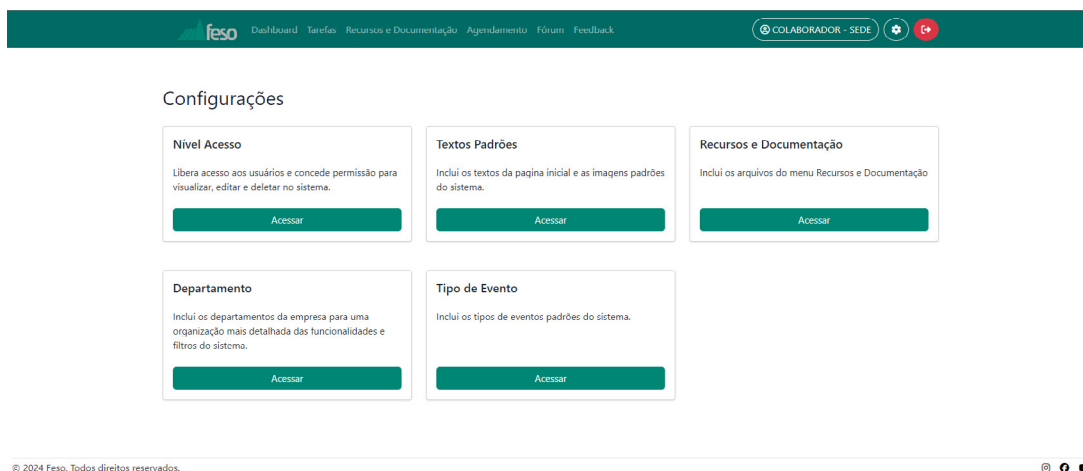 feso Dashboard Tarefas Recursos e Documentação Agendamento Fórum Feedback COLABORADOR - SEDE
Configurações
Nível Acesso
Libera acesso aos usuários e concede permissão para
visualizar, editar e deletar no sistema.
Acessar
Textos Padrões
Inclui os textos da pagina inicial e as imagens padrões
do sistema.
Acessar
Recursos e Documentação
Inclui os arquivos do menu Recursos e Documentação
Acessar
Departamento
Inclui os departamentos da empresa para uma
organização mais detalhada das funcionalidades e
filtros do sistema.
Acessar
Tipo de Evento
Inclui os tipos de eventos padrões do sistema.
Acessar
© 2024 Feso. Todos direitos reservados.